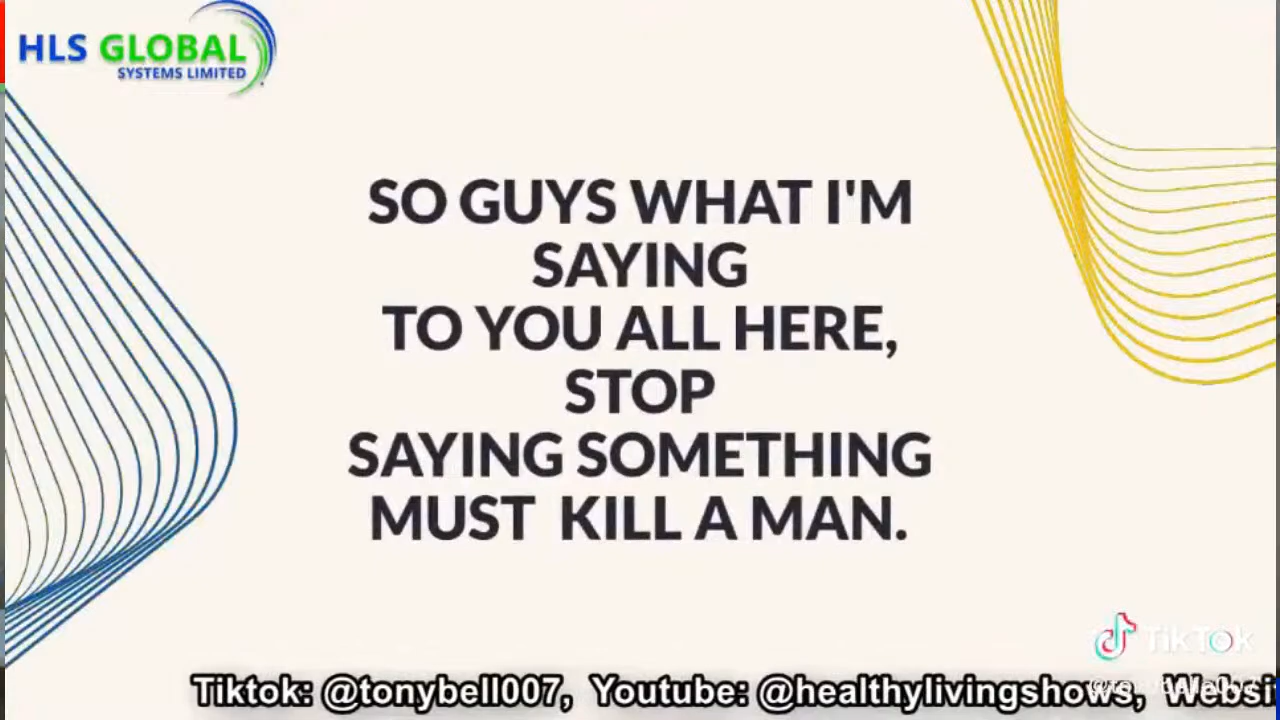 HLS GLOBAL
SYSTEMS LIMITED
SO GUYS WHAT I'M
SAYING
TO YOU ALL HERE,
STOP
SAYING SOMETHING
MUST KILL A MAN.
TikTok
Tiktok: @tonybell007, Youtube: @healthylivingshows, Websi